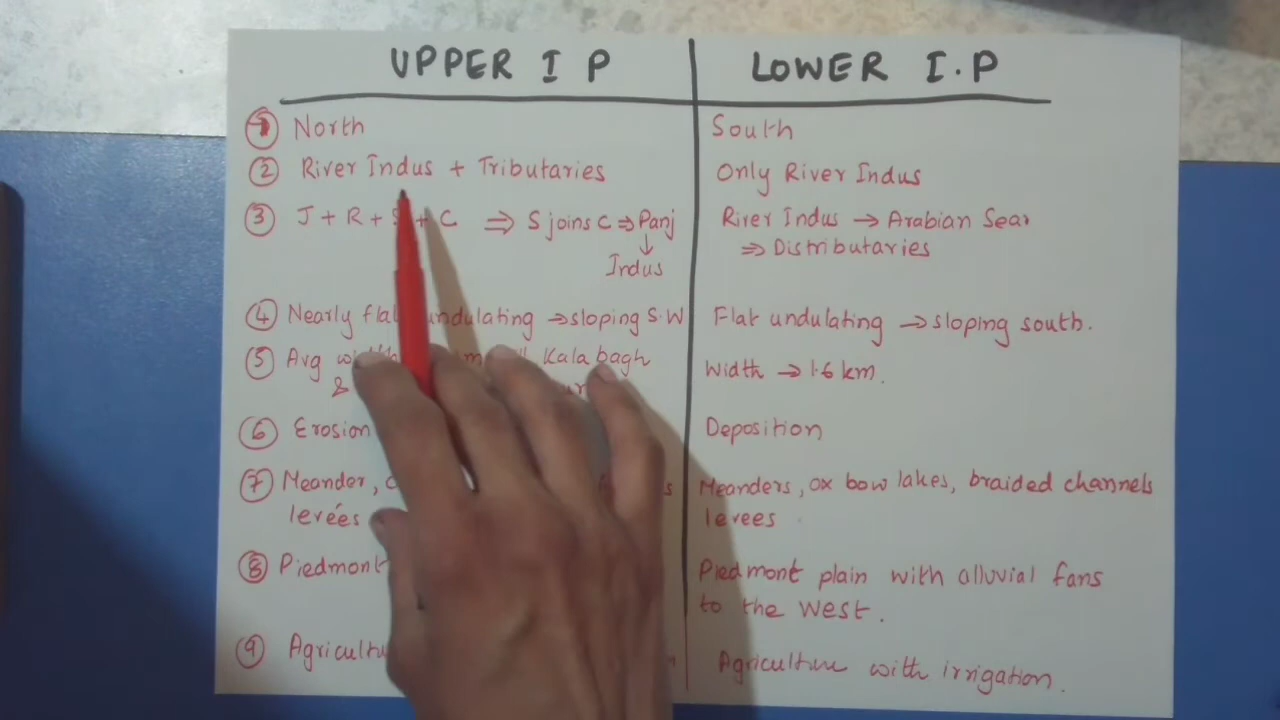 UPPER I P LOWER I.P
① North South
② River Indus + Tributaries Only River Indus
③ J + R + S + C ⇒ S joins C ⇒ Panj River Indus → Arabian Sea
↓ ⇒ Distributaries
Indus
④ Nearly flat undulating → sloping S.W Flat undulating → sloping south.
⑤ Avg Kalabagh Width → 1.6 km.
&
⑥ Erosion Deposition
⑦ Meander, Meanders, ox bow lakes, braided channels
levées levees
⑧ Piedmont Piedmont plain with alluvial fans
to the West.
⑨ Agriculture with irrigation.